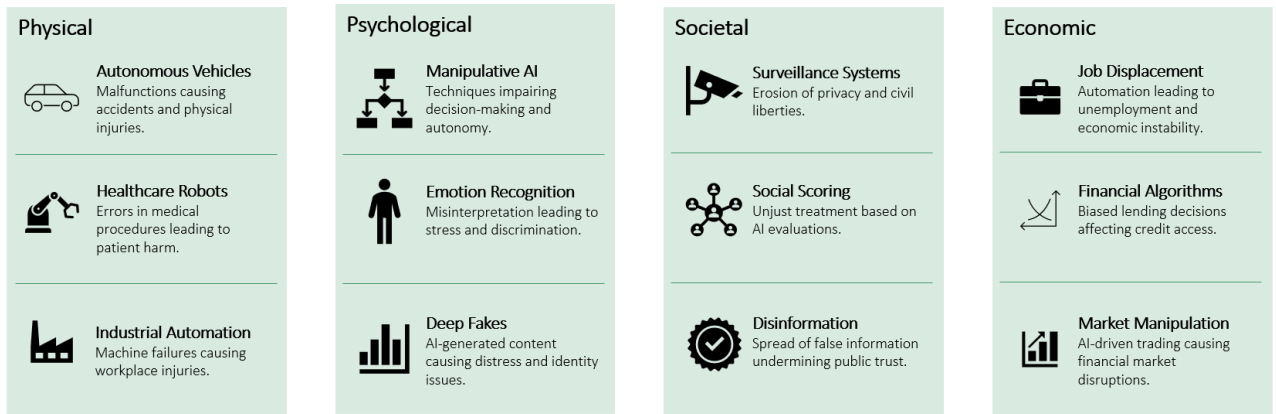 Physical
Autonomous Vehicles
Malfunctions causing
accidents and physical
injuries.
Healthcare Robots
Errors in medical
procedures leading to
patient harm.
Industrial Automation
Machine failures causing
workplace injuries.
Psychological
Manipulative AI
Techniques impairing
decision-making and
autonomy.
Emotion Recognition
Misinterpretation leading to
stress and discrimination.
Deep Fakes
AI-generated content
causing distress and identity
issues.
Societal
Surveillance Systems
Erosion of privacy and civil
liberties.
Social Scoring
Unjust treatment based on
AI evaluations.
Disinformation
Spread of false information
undermining public trust.
Economic
Job Displacement
Automation leading to
unemployment and
economic instability.
Financial Algorithms
Biased lending decisions
affecting credit access.
Market Manipulation
AI-driven trading causing
financial market
disruptions.